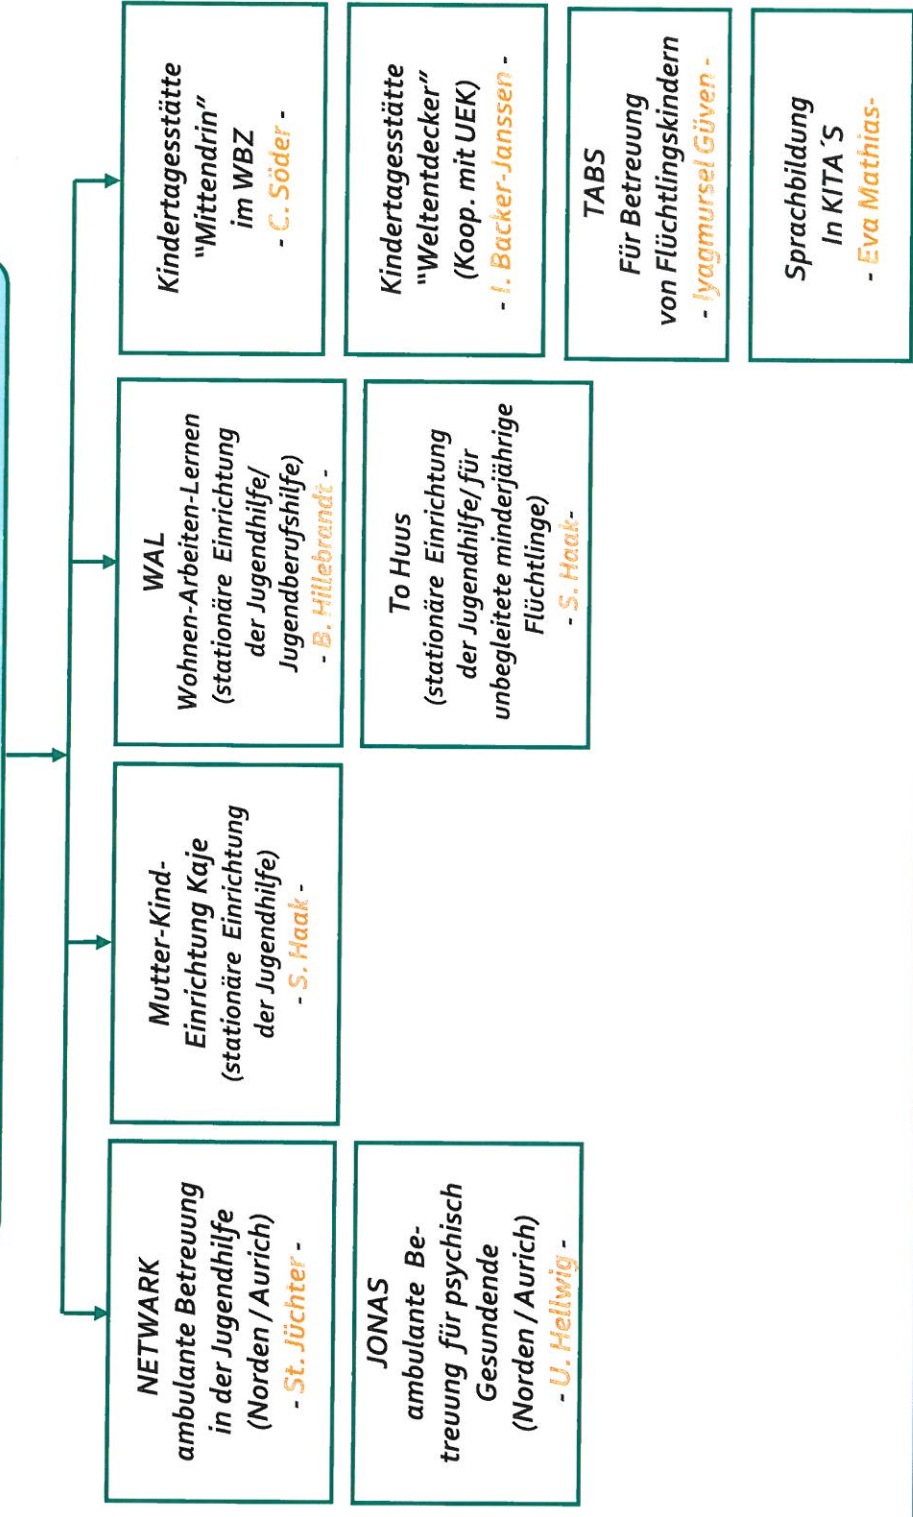 NETWARK
ambulante Betreuung
in der Jugendhilfe
(Norden / Aurich)
- St. Jüchter -
JONAS
ambulante Be-
treuung für psychisch
Gesundende
(Norden / Aurich)
- U. Hellwig -
Mutter-Kind-
Einrichtung Kaje
(stationäre Einrichtung
der Jugendhilfe)
- S. Haak -
WAL
Wohnen-Arbeiten-Lernen
(stationäre Einrichtung
der Jugendhilfe/
Jugendberufshilfe)
- B. Hillebrandt -
To Huus
(stationäre Einrichtung
der Jugendhilfe/ für
unbegleitete minderjährige
Flüchtlinge)
- S. Haak-
Kindertagesstätte
"Mittendrin"
im WBZ
- C. Söder -
Kindertagesstätte
"Weltentdecker"
(Koop. mit UEK)
- I. Backer-Janssen -
TABS
Für Betreuung
von Flüchtlingskindern
- Iyagmursel Güven -
Sprachbildung
In KITA´S
- Eva Mathias-